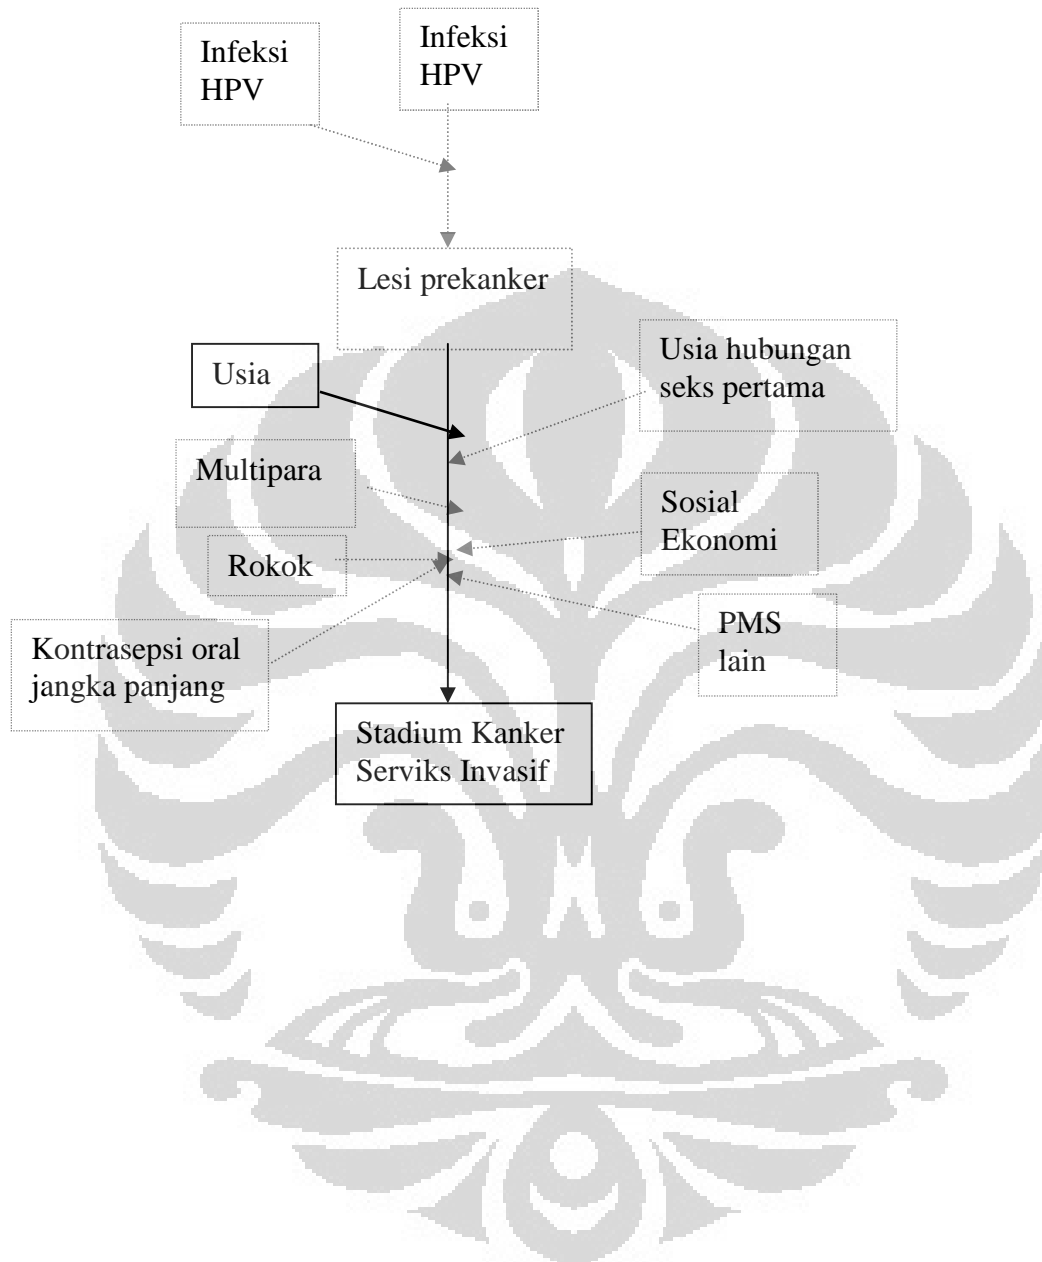 Infeksi
HPV
Infeksi
HPV
Lesi prekanker
Usia
Usia hubungan
seks pertama
Multipara
Sosial
Ekonomi
Rokok
PMS
lain
Kontrasepsi oral
jangka panjang
Stadium Kanker
Serviks Invasif